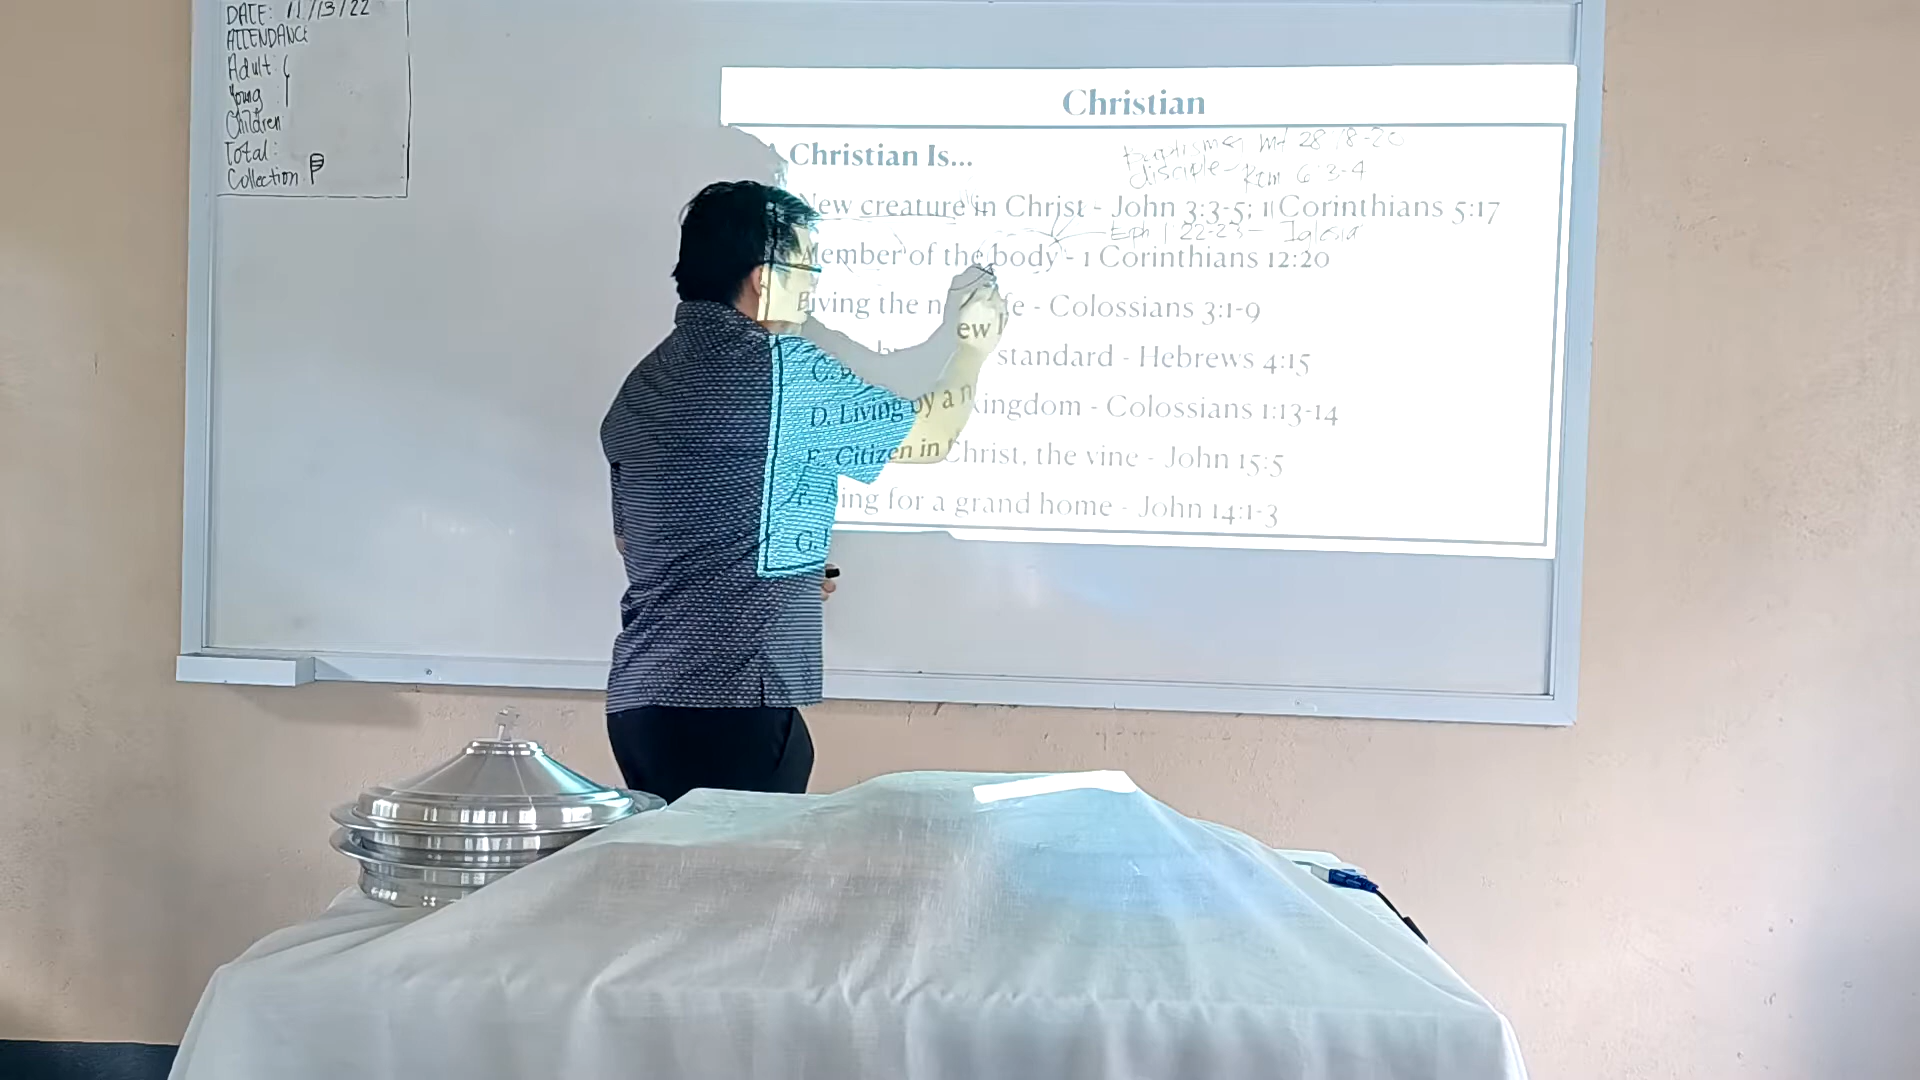 DATE: 11/13/22
ATTENDANCE
Adult:
Young :
Children
Total:
Collection: ₱
Christian
A Christian Is...
Baptismon Mt 28:18-20
disciple - Rom 6:3-4
New creature in Christ - John 3:3-5; 1 Corinthians 5:17
Eph 1:22-23 - Iglesia
Member of the body - 1 Corinthians 12:20
Living the new life - Colossians 3:1-9
C.
standard - Hebrews 4:15
D. Living by a n kingdom - Colossians 1:13-14
E. Citizen in Christ, the vine - John 15:5
F. ing for a grand home - John 14:1-3
G.